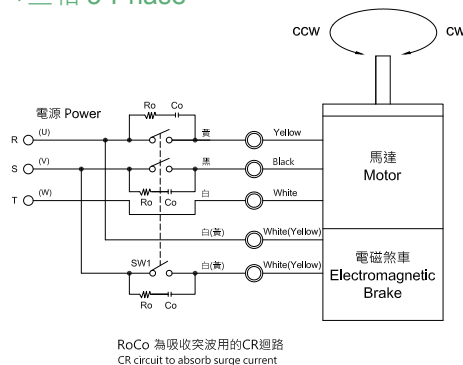 三相 3 Phase
CCW
CW
Ro Co
電源 Power
R (U) 黃 Yellow
馬達
Motor
S (V) 黑 Black
Ro Co
T (W) 白 White
白(黃) White(Yellow)
電磁煞車
Electromagnetic
Brake
SW1 白(黃) White(Yellow)
Ro Co
RoCo 為吸收突波用的CR迴路
CR circuit to absorb surge current